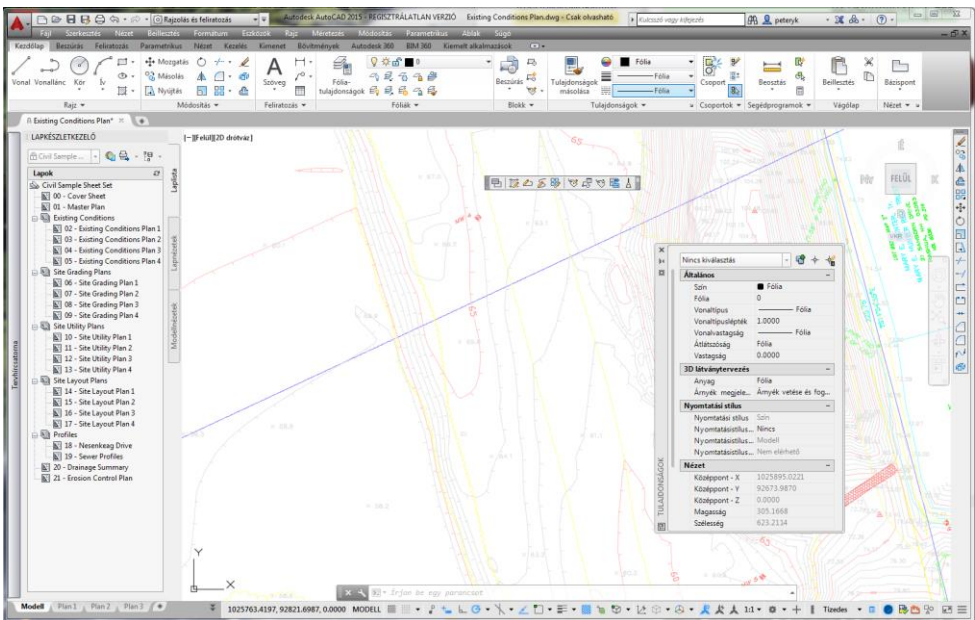 Rajzolás és feliratozás
Autodesk AutoCAD 2015 - REGISZTRÁLATLAN VERZIÓ Existing Conditions Plan.dwg - Csak olvasható
Kulcsszó vagy kifejezés
peteryk
Fájl Szerkesztés Nézet Beillesztés Formátum Eszközök Rajz Méretezés Módosítás Parametrikus Ablak Súgó
Kezdőlap Beszúrás Feliratozás Parametrikus Nézet Kezelés Kimenet Bővítmények Autodesk 360 BIM 360 Kiemelt alkalmazások
Vonal Vonallánc Kör Ív
Mozgatás
Másolás
Nyújtás
Szöveg
Fólia-
tulajdonságok
0
Beszúrás
Tulajdonságok
másolása
Fólia
Fólia
Fólia
Csoport
Beosztás
Beillesztés
Bázispont
Rajz Módosítás Feliratozás Fóliák Blokk Tulajdonságok Csoportok Segédprogramok Vágólap Nézet
Existing Conditions Plan*
LAPKÉSZLETKEZELŐ
Civil Sample ...
Lapok
Civil Sample Sheet Set
00 - Cover Sheet
01 - Master Plan
Existing Conditions
02 - Existing Conditions Plan 1
03 - Existing Conditions Plan 2
04 - Existing Conditions Plan 3
05 - Existing Conditions Plan 4
Site Grading Plans
06 - Site Grading Plan 1
07 - Site Grading Plan 2
08 - Site Grading Plan 3
09 - Site Grading Plan 4
Site Utility Plans
10 - Site Utility Plan 1
11 - Site Utility Plan 2
12 - Site Utility Plan 3
13 - Site Utility Plan 4
Site Layout Plans
14 - Site Layout Plan 1
15 - Site Layout Plan 2
16 - Site Layout Plan 3
17 - Site Layout Plan 4
Profiles
18 - Nesenkeag Drive
19 - Sewer Profiles
20 - Drainage Summary
21 - Erosion Control Plan
Laplista
Lapnézetek
Modellnézetek
[–][Felül][2D drótváz]
65
65
65
65
É
FELÜL
K
Nincs kiválasztás
Általános
Szín Fólia
Fólia 0
Vonaltípus Fólia
Vonaltípuslépték 1.0000
Vonalvastagság Fólia
Átlátszóság Fólia
Vastagság 0.0000
3D látványtervezés
Anyag Fólia
Árnyék megjele... Árnyék vetése és fog...
Nyomtatási stílus
Nyomtatási stílus Szín
Nyomtatásistílus... Nincs
Nyomtatásistílus... Modell
Nyomtatásistílus... Nem elérhető
Nézet
Középpont - X 1025895.0221
Középpont - Y 92673.9870
Középpont - Z 0.0000
Magasság 305.1668
Szélesség 623.2114
TULAJDONSÁGOK
Y
X
Írjon be egy parancsot
Modell Plan 1 Plan 2 Plan 3
1025763.4197, 92821.6987, 0.0000 MODELL
1:1
Tizedes